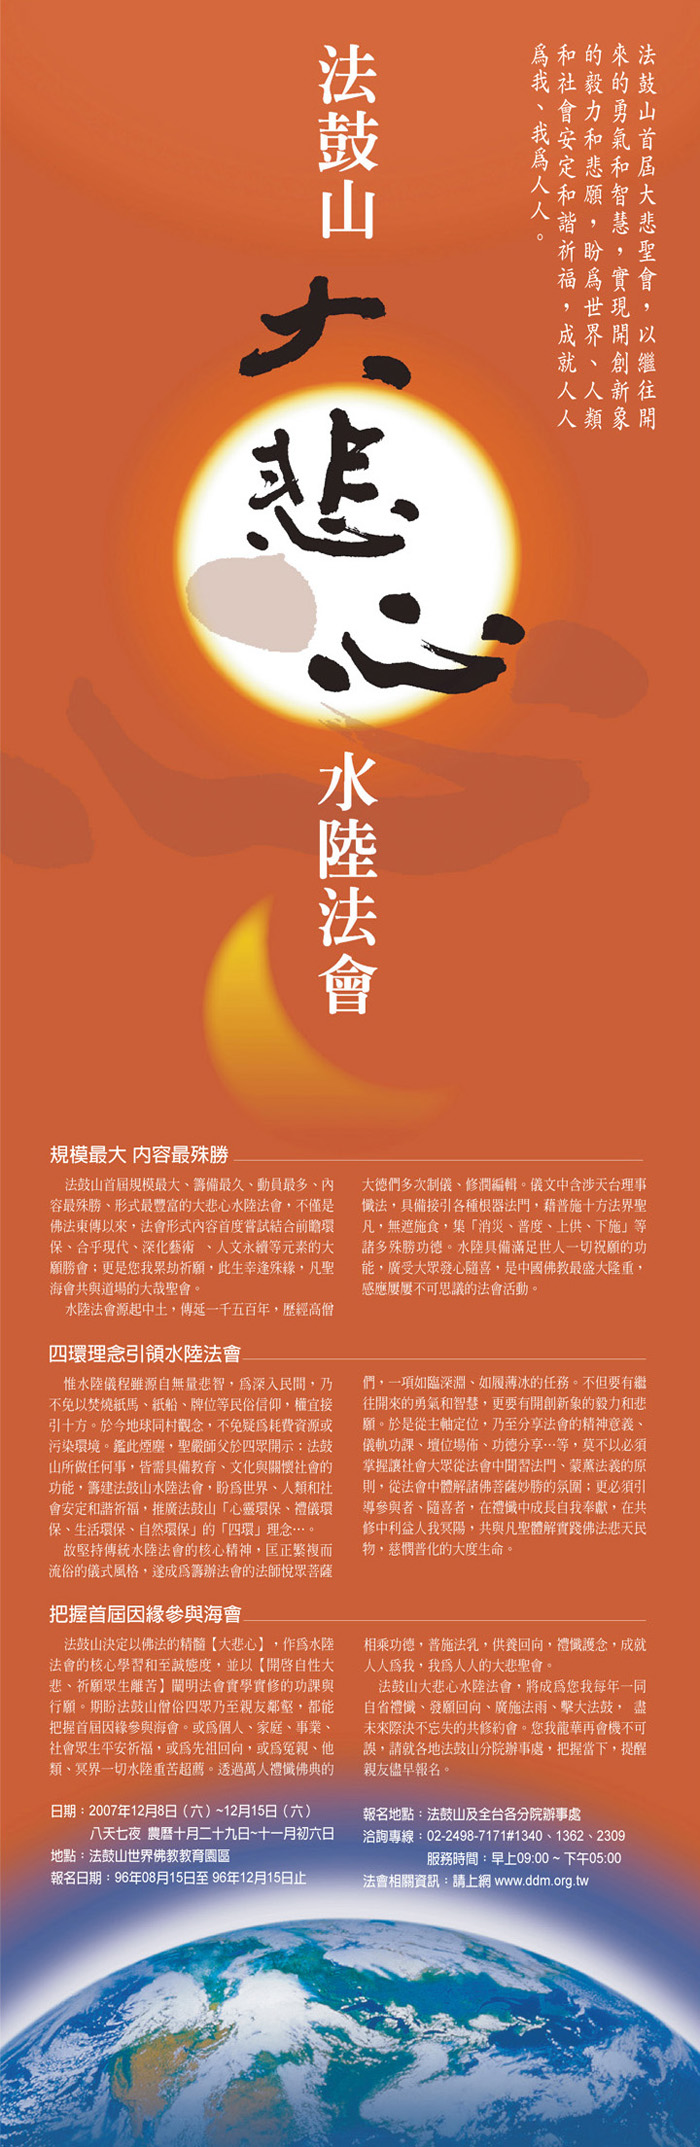 法鼓山首屆大悲聖會，以繼往開
來的勇氣和智慧，實現開創新象
的毅力和悲願，盼為世界、人類
和社會安定和諧祈福，成就人人
為我、我為人人。
法鼓山
大悲心
水陸法會
規模最大 內容最殊勝
法鼓山首屆規模最大、籌備最久、動員最多、內
容最殊勝、形式最豐富的大悲心水陸法會，不僅是
佛法東傳以來，法會形式內容首度嘗試結合前瞻環
保、合乎現代、深化藝術　、人文永續等元素的大
願勝會；更是您我累劫祈願，此生幸逢殊緣，凡聖
海會共與道場的大哉聖會。
水陸法會源起中土，傳延一千五百年，歷經高僧
大德們多次制儀、修潤編輯。儀文中含涉天台理事
懺法，具備接引各種根器法門，藉普施十方法界聖
凡，無遮施食，集「消災、普度、上供、下施」等
諸多殊勝功德。水陸具備滿足世人一切祝願的功
能，廣受大眾發心隨喜，是中國佛教最盛大隆重，
感應屢屢不可思議的法會活動。
四環理念引領水陸法會
惟水陸儀程雖源自無量悲智，為深入民間，乃
不免以焚燒紙馬、紙船、牌位等民俗信仰，權宜接
引十方。於今地球同村觀念，不免疑為耗費資源或
污染環境。鑑此煙塵，聖嚴師父於四眾開示：法鼓
山所做任何事，皆需具備教育、文化與關懷社會的
功能，籌建法鼓山水陸法會，盼為世界、人類和社
會安定和諧祈福，推廣法鼓山「心靈環保、禮儀環
保、生活環保、自然環保」的「四環」理念…。
故堅持傳統水陸法會的核心精神，匡正繁複而
流俗的儀式風格，遂成為籌辦法會的法師悅眾菩薩
們，一項如臨深淵、如履薄冰的任務。不但要有繼
往開來的勇氣和智慧，更要有開創新象的毅力和悲
願。於是從主軸定位，乃至分享法會的精神意義、
儀軌功課、壇位場佈、功德分享…等，莫不以必須
掌握讓社會大眾從法會中聞習法門、蒙薰法義的原
則，從法會中體解諸佛菩薩妙勝的氛圍；更必須引
導參與者、隨喜者，在禮懺中成長自我奉獻，在共
修中利益人我冥陽，共與凡聖體解實踐佛法悲天民
物，慈憫普化的大度生命。
把握首屆因緣參與海會
法鼓山決定以佛法的精髓【大悲心】，作為水陸
法會的核心學習和至誠態度，並以【開啓自性大
悲、祈願眾生離苦】闡明法會實學實修的功課與
行願。期盼法鼓山僧俗四眾乃至親友鄰壑，都能
把握首屆因緣參與海會。或為個人、家庭、事業、
社會眾生平安祈福，或為先祖回向，或為冤親、他
類、冥界一切水陸重苦超薦。透過萬人禮懺佛典的
相乘功德，普施法乳，供養回向，禮懺護念，成就
人人為我，我為人人的大悲聖會。
法鼓山大悲心水陸法會，將成為您我每年一同
自省禮懺、發願回向、廣施法雨、擊大法鼓，　盡
未來際決不忘失的共修約會。您我龍華再會機不可
誤，請就各地法鼓山分院辦事處，把握當下，提醒
親友儘早報名。
日期：2007年12月8日（六）~12月15日（六）
八天七夜 農曆十月二十九日~十一月初六日
地點：法鼓山世界佛教教育園區
報名日期：96年08月15日至 96年12月15日止
報名地點：法鼓山及全台各分院辦事處
洽詢專線：02-2498-7171#1340、1362、2309
服務時間：早上09:00 ~ 下午05:00
法會相關資訊：請上網 www.ddm.org.tw